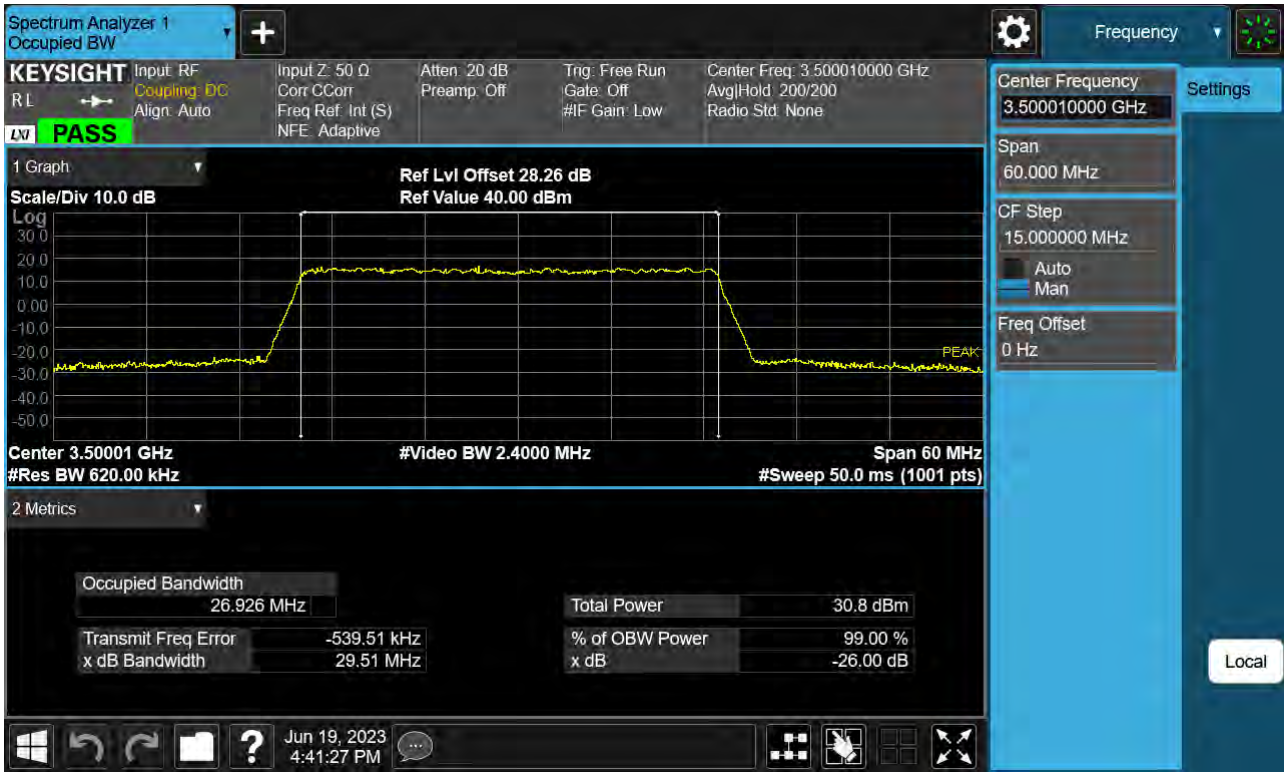 Spectrum Analyzer 1
Occupied BW
Frequency
KEYSIGHT
RL
LXI
PASS
Input: RF
Coupling: DC
Align: Auto
Input Z: 50 Ω
Corr CCorr
Freq Ref: Int (S)
NFE: Adaptive
Atten: 20 dB
Preamp: Off
Trig: Free Run
Gate: Off
#IF Gain: Low
Center Freq: 3.500010000 GHz
Avg|Hold: 200/200
Radio Std: None
1 Graph
Scale/Div 10.0 dB
Ref Lvl Offset 28.26 dB
Ref Value 40.00 dBm
Log
30.0
20.0
10.0
0.00
-10.0
-20.0
-30.0
-40.0
-50.0
PEAK
Center 3.50001 GHz
#Res BW 620.00 kHz
#Video BW 2.4000 MHz
Span 60 MHz
#Sweep 50.0 ms (1001 pts)
2 Metrics
Occupied Bandwidth
26.926 MHz
Transmit Freq Error -539.51 kHz
x dB Bandwidth 29.51 MHz
Total Power 30.8 dBm
% of OBW Power 99.00 %
x dB -26.00 dB
Jun 19, 2023
4:41:27 PM
Center Frequency
3.500010000 GHz
Span
60.000 MHz
CF Step
15.000000 MHz
Auto
Man
Freq Offset
0 Hz
Settings
Local